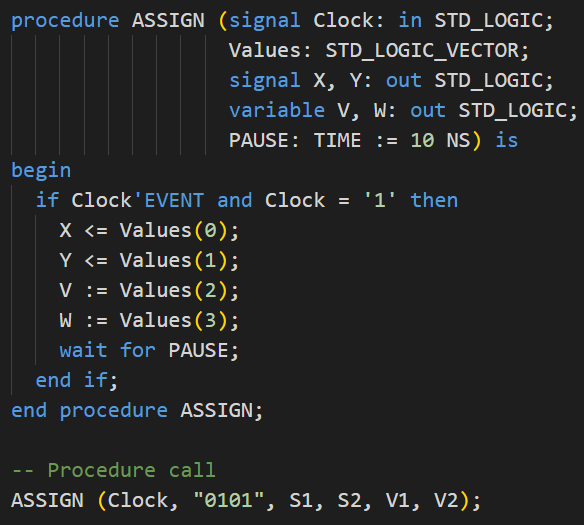 procedure ASSIGN (signal Clock: in STD_LOGIC;
                  Values: STD_LOGIC_VECTOR;
                  signal X, Y: out STD_LOGIC;
                  variable V, W: out STD_LOGIC;
                  PAUSE: TIME := 10 NS) is
begin
  if Clock'EVENT and Clock = '1' then
    X <= Values(0);
    Y <= Values(1);
    V := Values(2);
    W := Values(3);
    wait for PAUSE;
  end if;
end procedure ASSIGN;

-- Procedure call
ASSIGN (Clock, "0101", S1, S2, V1, V2);